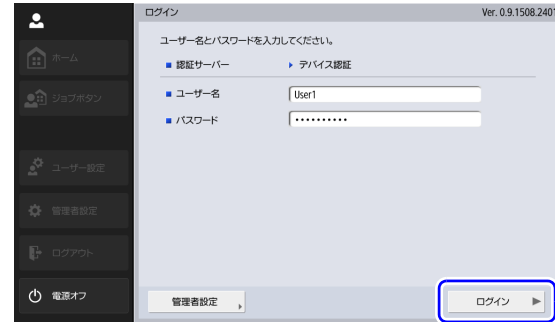 ログイン
Ver. 0.9.1508.2401
ユーザー名とパスワードを入力してください。
認証サーバー
デバイス認証
ユーザー名
User1
パスワード
••••••••••
ホーム
ジョブボタン
ユーザー設定
管理者設定
ログアウト
電源オフ
管理者設定
ログイン